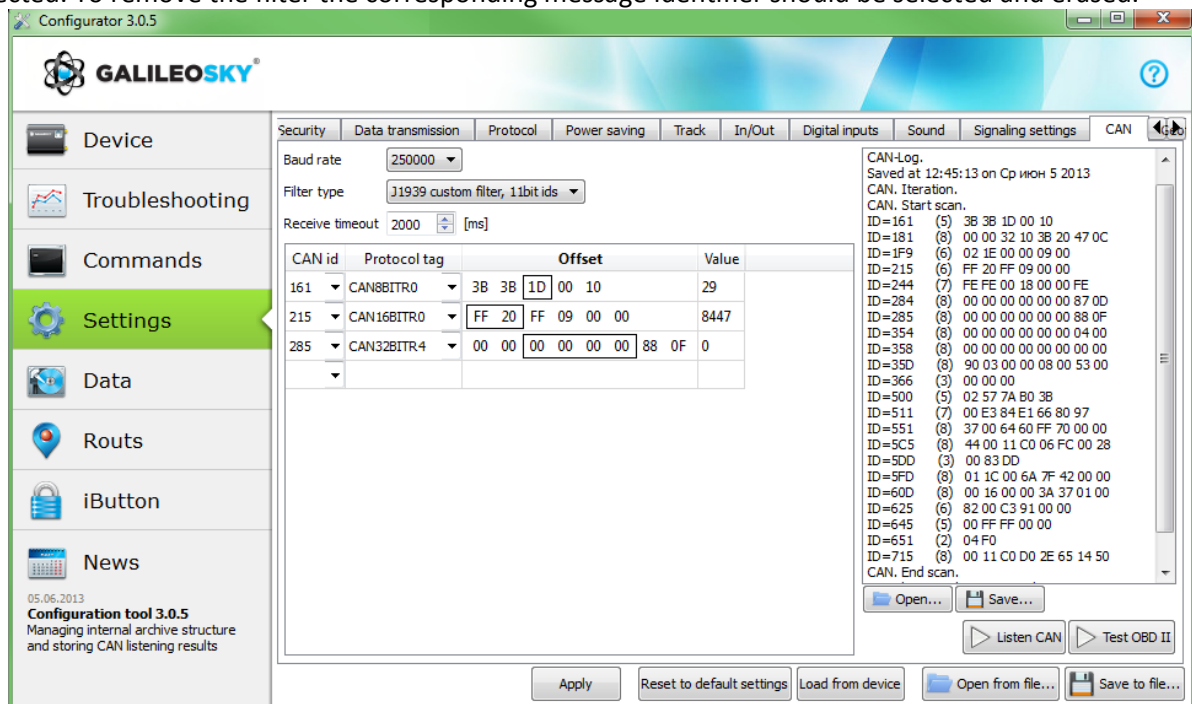 ected. To remove the filter the corresponding message identifier should be selected and erased.
Configurator 3.0.5
GALILEOSKY®
?
Device
Troubleshooting
Commands
Settings
Data
Routs
iButton
News
05.06.2013
Configuration tool 3.0.5
Managing internal archive structure
and storing CAN listening results
Security Data transmission Protocol Power saving Track In/Out Digital inputs Sound Signaling settings CAN
Baud rate 250000
Filter type J1939 custom filter, 11bit ids
Receive timeout 2000 [ms]
CAN id Protocol tag Offset Value
161 CAN8BITR0 3B 3B 1D 00 10 29
215 CAN16BITR0 FF 20 FF 09 00 00 8447
285 CAN32BITR4 00 00 00 00 00 00 88 0F 0
CAN-Log.
Saved at 12:45:13 on Ср июн 5 2013
CAN. Iteration.
CAN. Start scan.
ID=161 (5) 3B 3B 1D 00 10
ID=181 (8) 00 00 32 10 3B 20 47 0C
ID=1F9 (6) 02 1E 00 00 09 00
ID=215 (6) FF 20 FF 09 00 00
ID=244 (7) FE FE 00 18 00 00 FE
ID=284 (8) 00 00 00 00 00 00 87 0D
ID=285 (8) 00 00 00 00 00 00 88 0F
ID=354 (8) 00 00 00 00 00 00 04 00
ID=358 (8) 00 00 00 00 00 00 00 00
ID=35D (8) 90 03 00 00 08 00 53 00
ID=366 (3) 00 00 00
ID=500 (5) 02 57 7A B0 3B
ID=511 (7) 00 E3 84 E1 66 80 97
ID=551 (8) 37 00 64 60 FF 70 00 00
ID=5C5 (8) 44 00 11 C0 06 FC 00 28
ID=5DD (3) 00 83 DD
ID=5FD (8) 01 1C 00 6A 7F 42 00 00
ID=60D (8) 00 16 00 00 3A 37 01 00
ID=625 (6) 82 00 C3 91 00 00
ID=645 (5) 00 FF FF 00 00
ID=651 (2) 04 F0
ID=715 (8) 00 11 C0 D0 2E 65 14 50
CAN. End scan.
Open... Save...
Listen CAN Test OBD II
Apply Reset to default settings Load from device Open from file... Save to file...